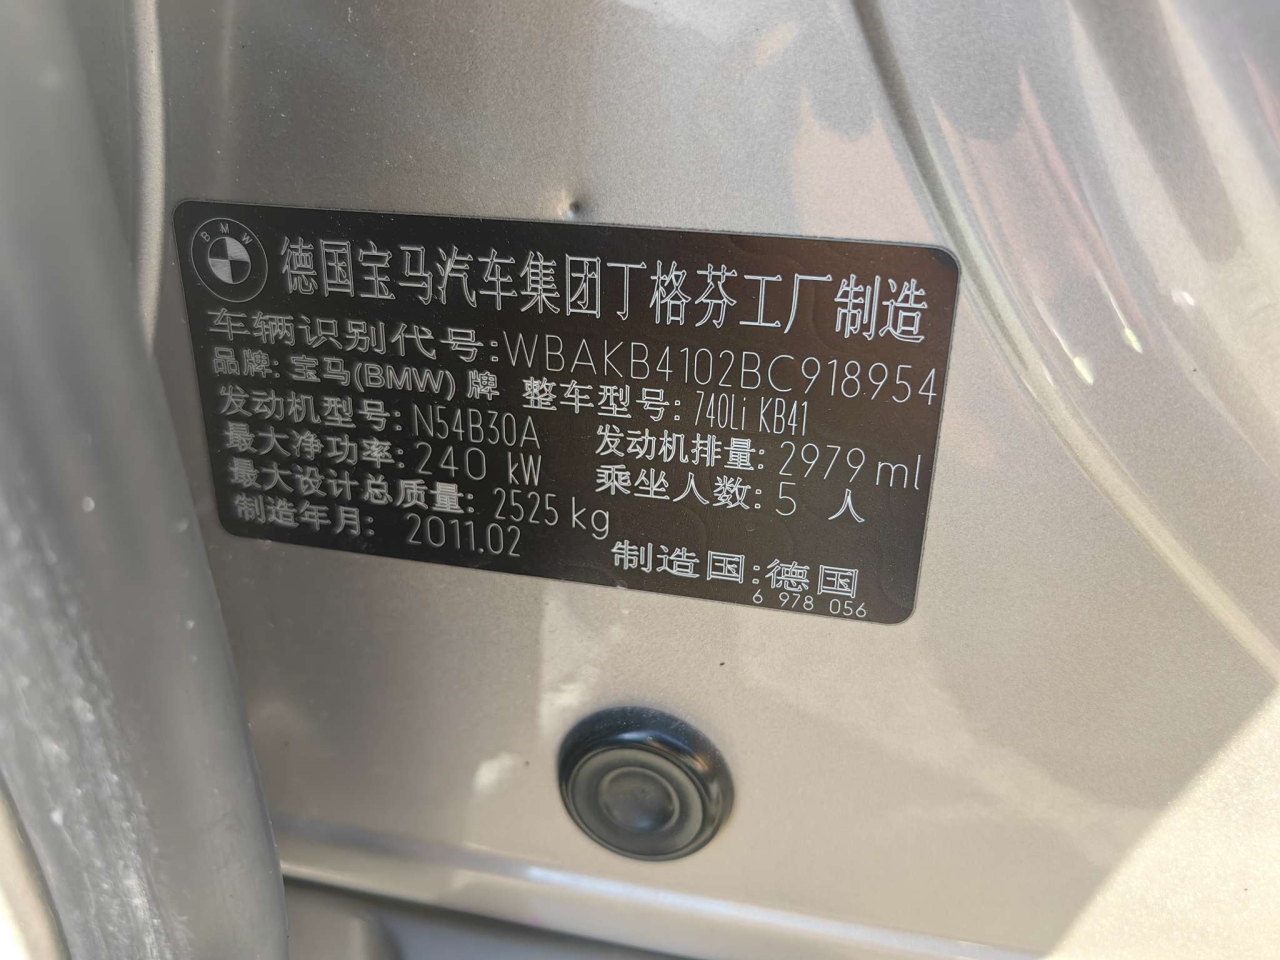 BMW
德国宝马汽车集团丁格芬工厂制造
车辆识别代号:WBAKB4102BC918954
品牌: 宝马(BMW) 牌 整车型号: 740Li KB41
发动机型号: N54B30A 发动机排量: 2979 ml
最大净功率: 240 kW 乘坐人数: 5 人
最大设计总质量: 2525 kg
制造年月: 2011.02 制造国:德国
6 978 056